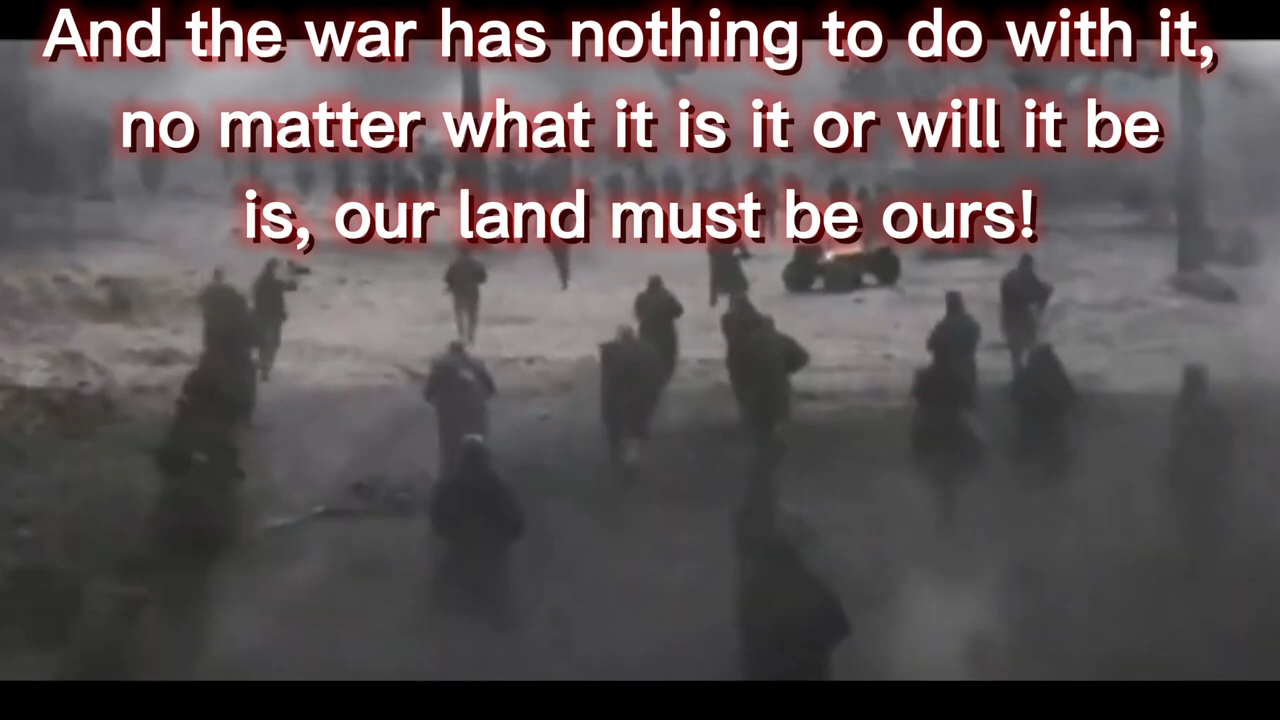 And the war has nothing to do with it,
no matter what it is it or will it be
is, our land must be ours!